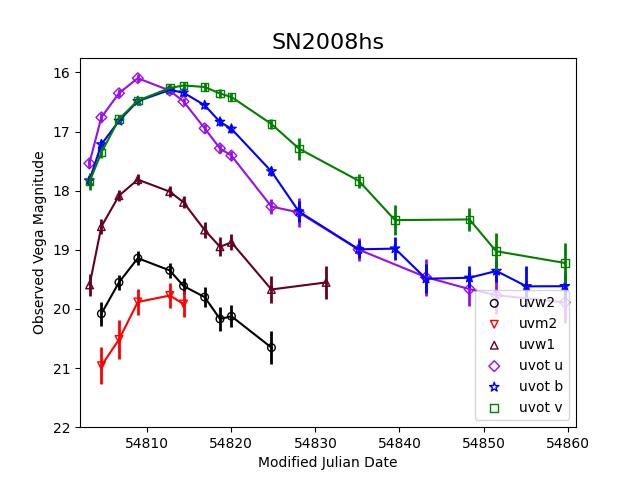 SN2008hs
Observed Vega Magnitude
16
17
18
19
20
21
22
uvw2
uvm2
uvw1
uvot u
uvot b
uvot v
54810 54820 54830 54840 54850 54860
Modified Julian Date